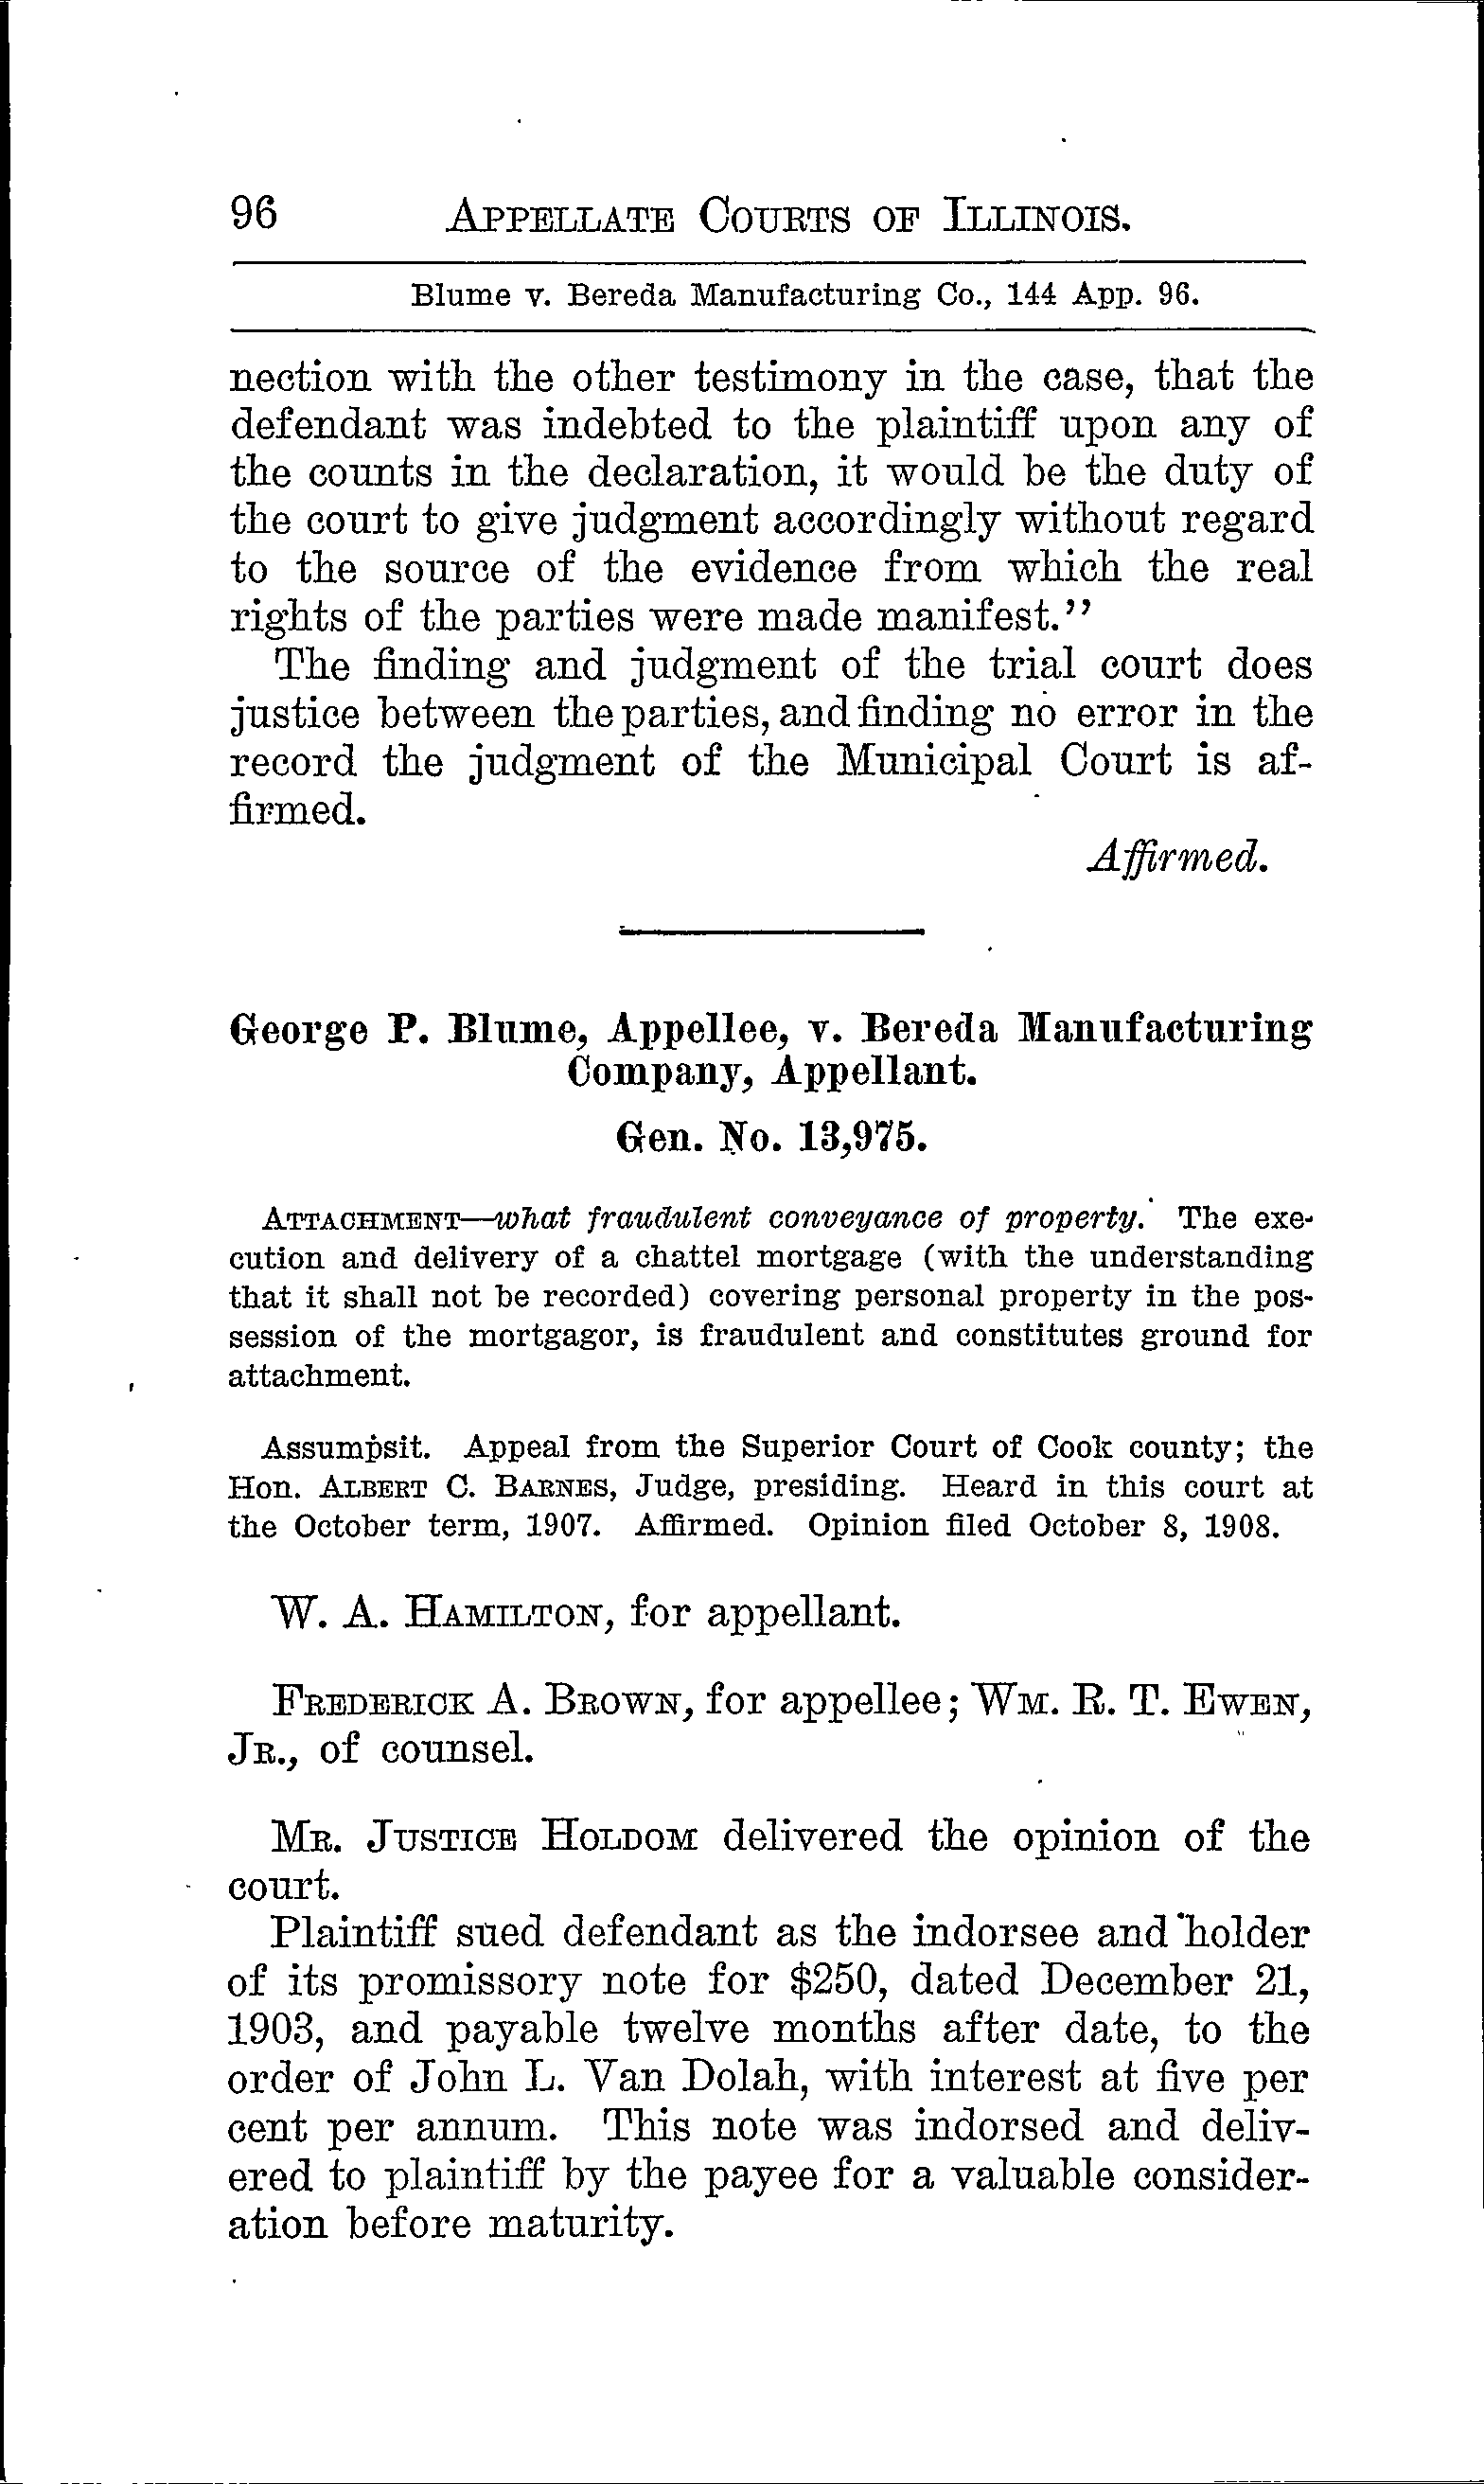 96 APPELLATE COURTS OF ILLINOIS.
Blume v. Bereda Manufacturing Co., 144 App. 96.
nection with the other testimony in the case, that the
defendant was indebted to the plaintiff upon any of
the counts in the declaration, it would be the duty of
the court to give judgment accordingly without regard
to the source of the evidence from which the real
rights of the parties were made manifest.”
The finding and judgment of the trial court does
justice between the parties, and finding no error in the
record the judgment of the Municipal Court is af-
firmed.
Affirmed.
George P. Blume, Appellee, v. Bereda Manufacturing
Company, Appellant.
Gen. No. 13,975.
ATTACHMENT—what fraudulent conveyance of property. The exe-
cution and delivery of a chattel mortgage (with the understanding
that it shall not be recorded) covering personal property in the pos-
session of the mortgagor, is fraudulent and constitutes ground for
attachment.
Assumpsit. Appeal from the Superior Court of Cook county; the
Hon. ALBERT C. BARNES, Judge, presiding. Heard in this court at
the October term, 1907. Affirmed. Opinion filed October 8, 1908.
W. A. HAMILTON, for appellant.
FREDERICK A. BROWN, for appellee; WM. R. T. EWEN,
JR., of counsel.
MR. JUSTICE HOLDOM delivered the opinion of the
court.
Plaintiff sued defendant as the indorsee and holder
of its promissory note for $250, dated December 21,
1903, and payable twelve months after date, to the
order of John L. Van Dolah, with interest at five per
cent per annum. This note was indorsed and deliv-
ered to plaintiff by the payee for a valuable consider-
ation before maturity.